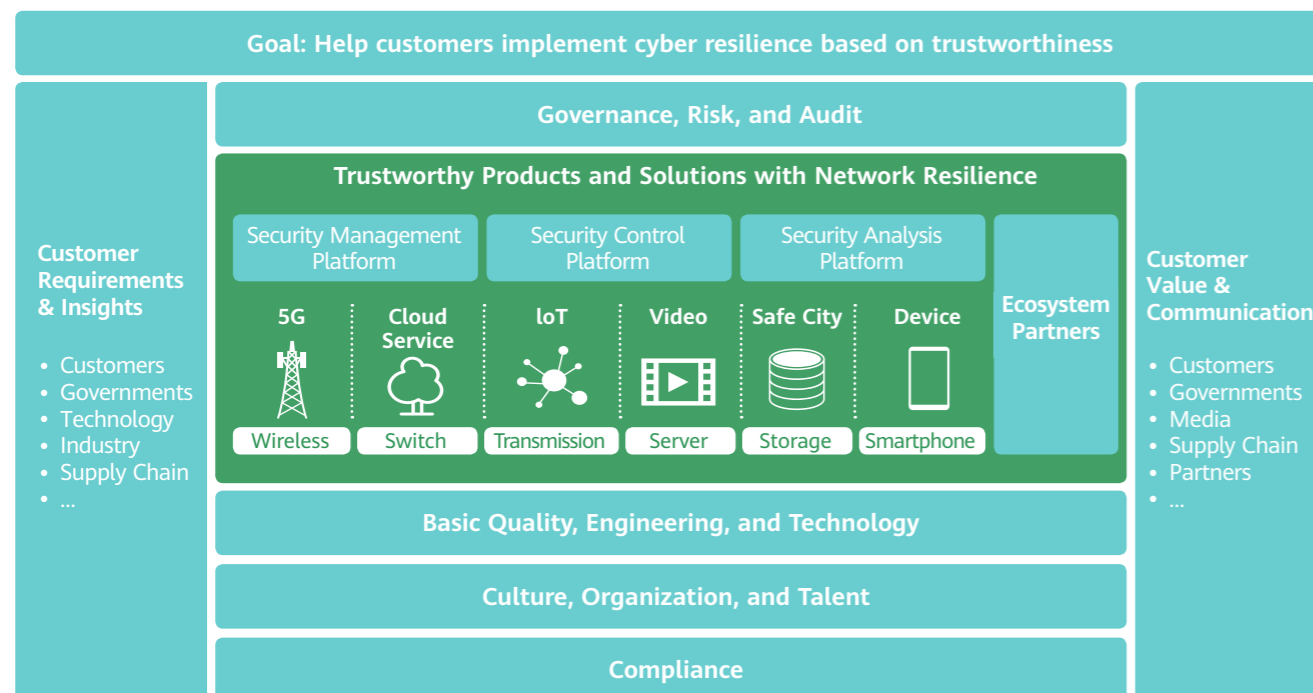 Goal: Help customers implement cyber resilience based on trustworthiness
Customer
Requirements
& Insights
• Customers
• Governments
• Technology
• Industry
• Supply Chain
• ...
Governance, Risk, and Audit
Trustworthy Products and Solutions with Network Resilience
Security Management
Platform
Security Control
Platform
Security Analysis
Platform
Ecosystem
Partners
5G
Cloud
Service
IoT
Video
Safe City
Device
Wireless
Switch
Transmission
Server
Storage
Smartphone
Basic Quality, Engineering, and Technology
Culture, Organization, and Talent
Compliance
Customer
Value &
Communication
• Customers
• Governments
• Media
• Supply Chain
• Partners
• ...